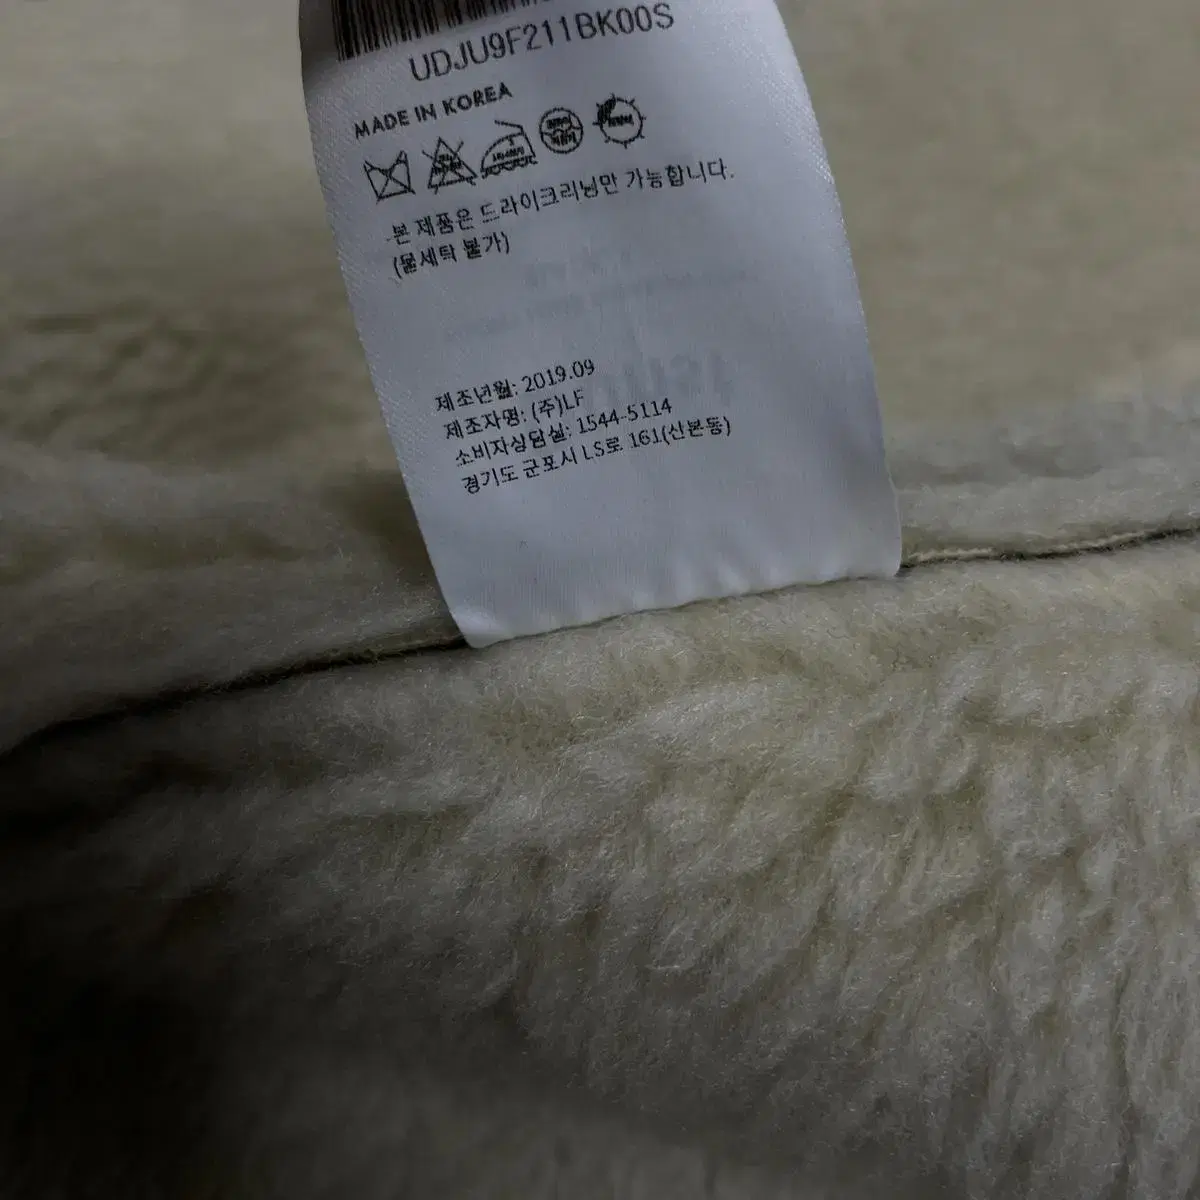 UDJU9F211BK00S
MADE IN KOREA
본 제품은 드라이크리닝만 가능합니다.
(물세탁 불가)
제조년월: 2019.09
제조자명: (주)LF
소비자상담실: 1544-5114
경기도 군포시 LS로 161(산본동)